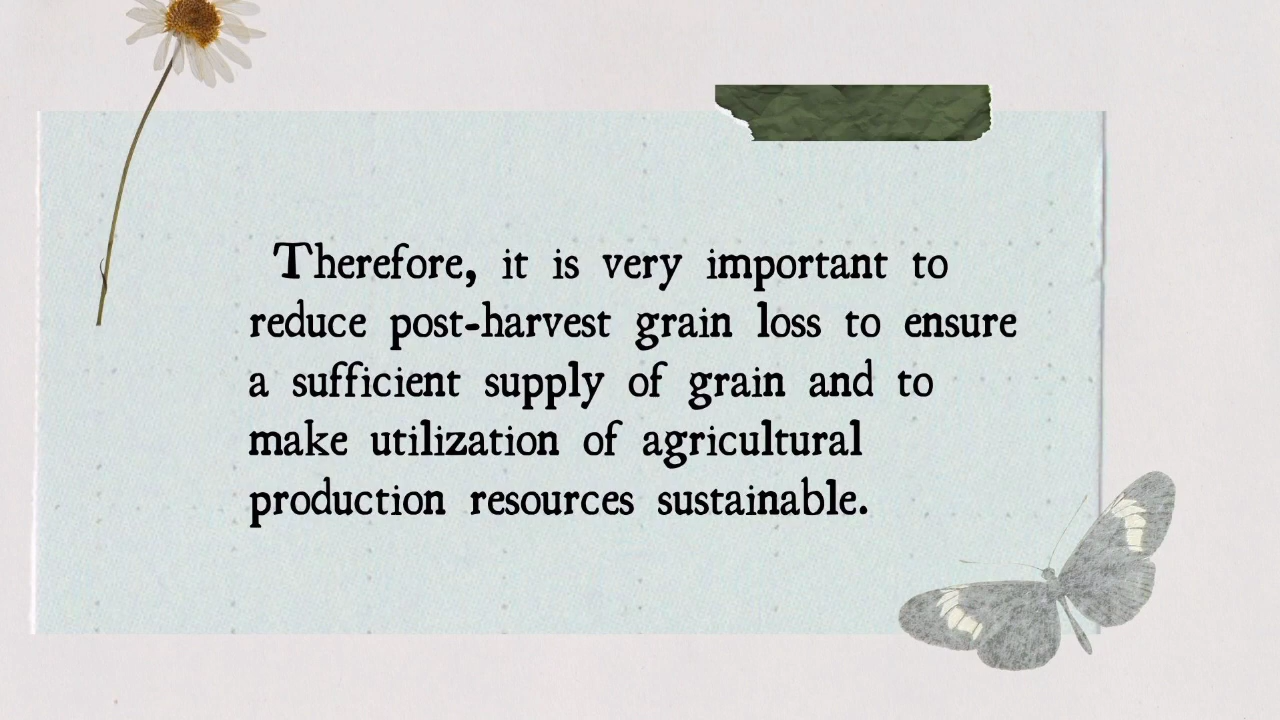 Therefore, it is very important to
reduce post-harvest grain loss to ensure
a sufficient supply of grain and to
make utilization of agricultural
production resources sustainable.